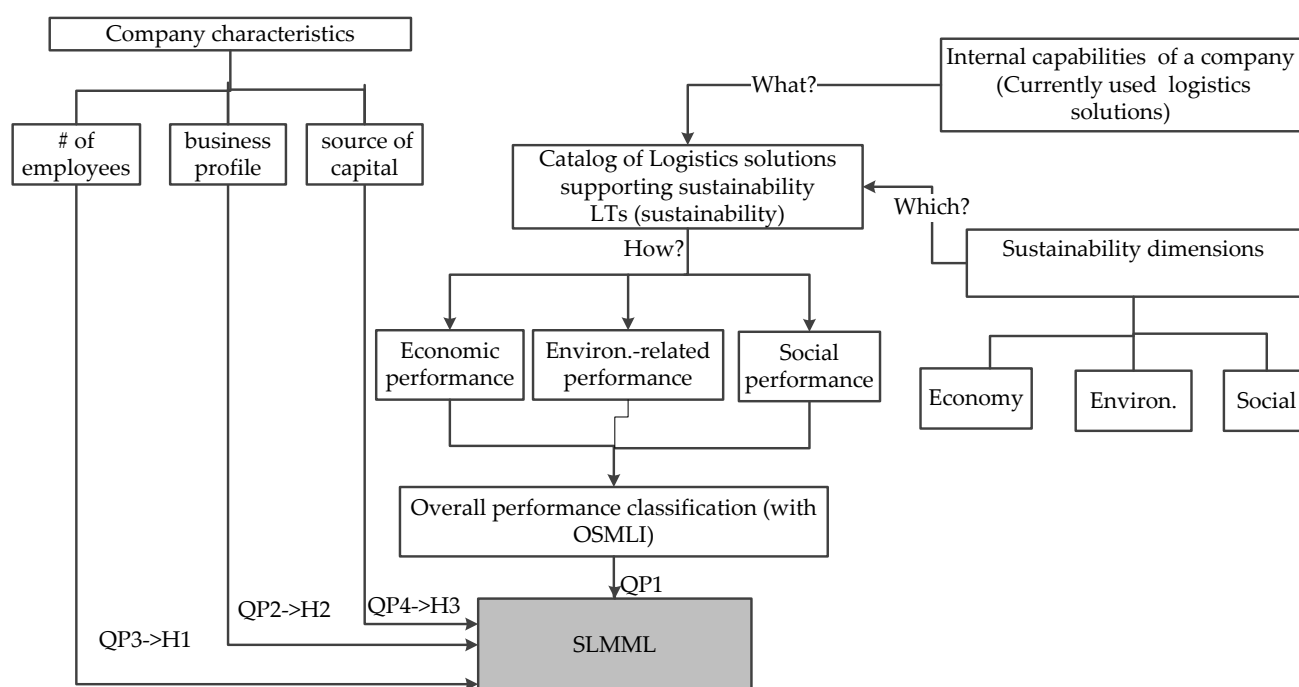 Company characteristics
# of
employees
business
profile
source of
capital
Internal capabilities of a company
(Currently used logistics
solutions)
What?
Catalog of Logistics solutions
supporting sustainability
LTs (sustainability)
Which?
How?
Sustainability dimensions
Economic
performance
Environ.-related
performance
Social
performance
Economy
Environ.
Social
Overall performance classification (with
OSMLI)
QP1
QP2->H2
QP4->H3
QP3->H1
SLMML